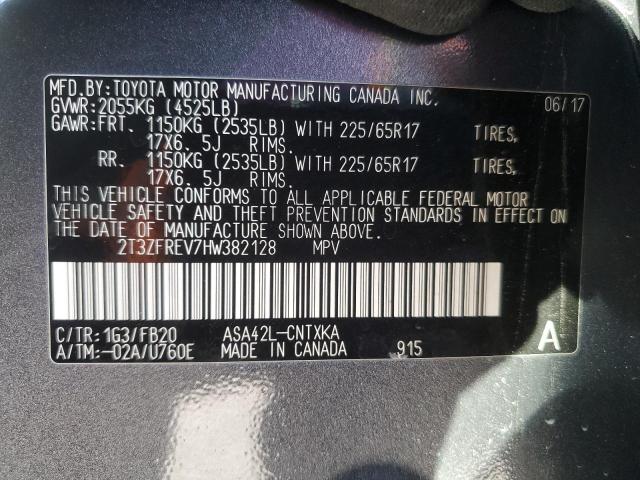 MFD.BY:TOYOTA MOTOR MANUFACTURING CANADA INC.
GVWR:2055KG (4525LB) 06/17
GAWR:FRT. 1150KG (2535LB) WITH 225/65R17 TIRES,
17X6. 5J RIMS.
RR. 1150KG (2535LB) WITH 225/65R17 TIRES,
17X6. 5J RIMS.
THIS VEHICLE CONFORMS TO ALL APPLICABLE FEDERAL MOTOR
VEHICLE SAFETY AND THEFT PREVENTION STANDARDS IN EFFECT ON
THE DATE OF MANUFACTURE SHOWN ABOVE.
2T3ZFREV7HW382128 MPV
C/TR:1G3/FB20 ASA42L-CNTXKA
A/TM:-02A/U760E MADE IN CANADA 915 A